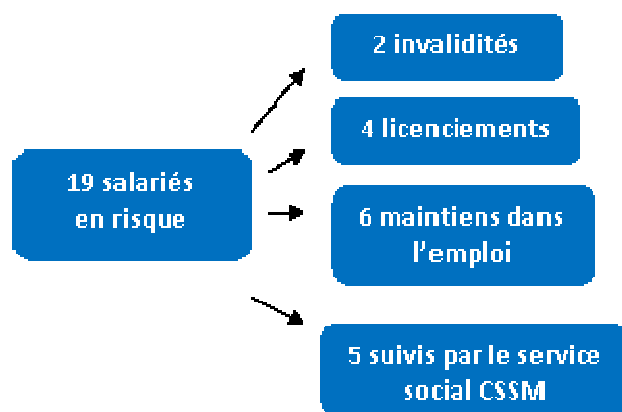 2 invalidités
4 licenciements
19 salariés
en risque
6 maintiens dans
l'emploi
5 suivis par le service
social CSSM